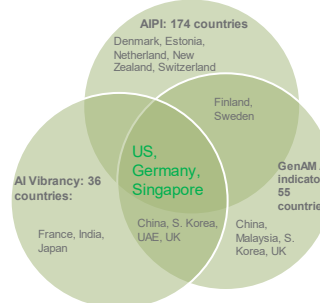 AIPI: 174 countries
Denmark, Estonia,
Netherland, New
Zealand, Switzerland
Finland,
Sweden
US,
Germany,
Singapore
GenAM
indicator
55
countrie
AI Vibrancy: 36
countries:
France, India,
Japan
China, S. Korea,
UAE, UK
China,
Malaysia, S.
Korea, UK